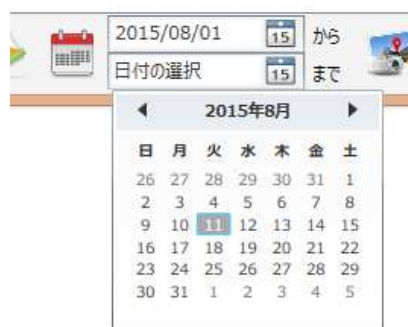 2015/08/01 15 から
日付の選択 15 まで
2015年8月
日 月 火 水 木 金 土
26 27 28 29 30 31 1
2 3 4 5 6 7 8
9 10 11 12 13 14 15
16 17 18 19 20 21 22
23 24 25 26 27 28 29
30 31 1 2 3 4 5